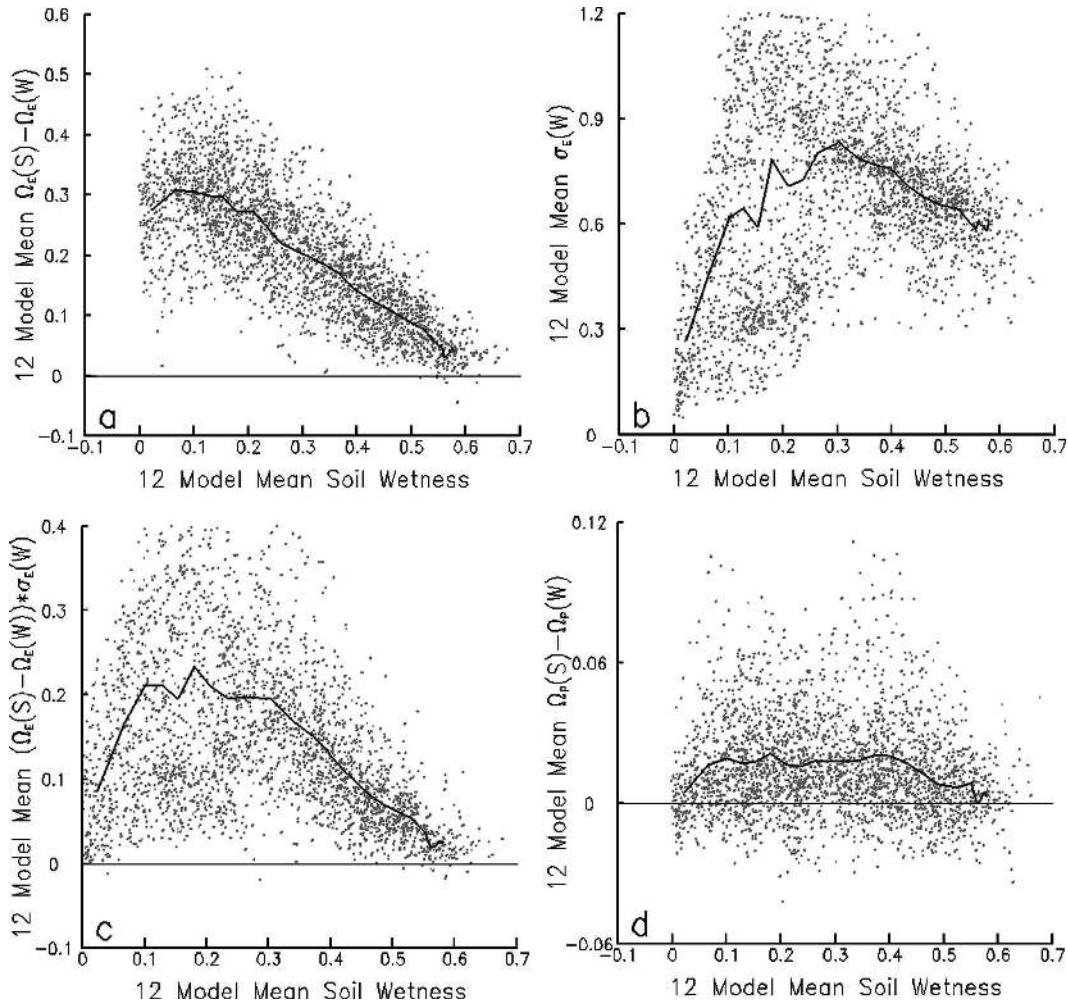 12 Model Mean Ω_E(S)−Ω_E(W)
0.6
0.5
0.4
0.3
0.2
0.1
0
−0.1
a
−0.1 0 0.1 0.2 0.3 0.4 0.5 0.6 0.7
12 Model Mean Soil Wetness
12 Model Mean σ_E(W)
1.2
0.9
0.6
0.3
0
b
−0.1 0 0.1 0.2 0.3 0.4 0.5 0.6 0.7
12 Model Mean Soil Wetness
12 Model Mean (Ω_E(S)−Ω_E(W))*σ_E(W)
0.4
0.3
0.2
0.1
0
−0.1
c
0 0.1 0.2 0.3 0.4 0.5 0.6 0.7
12 Model Mean Soil Wetness
12 Model Mean Ω_P(S)−Ω_P(W)
0.12
0.06
0
−0.06
d
0 0.1 0.2 0.3 0.4 0.5 0.6 0.7
12 Model Mean Soil Wetness